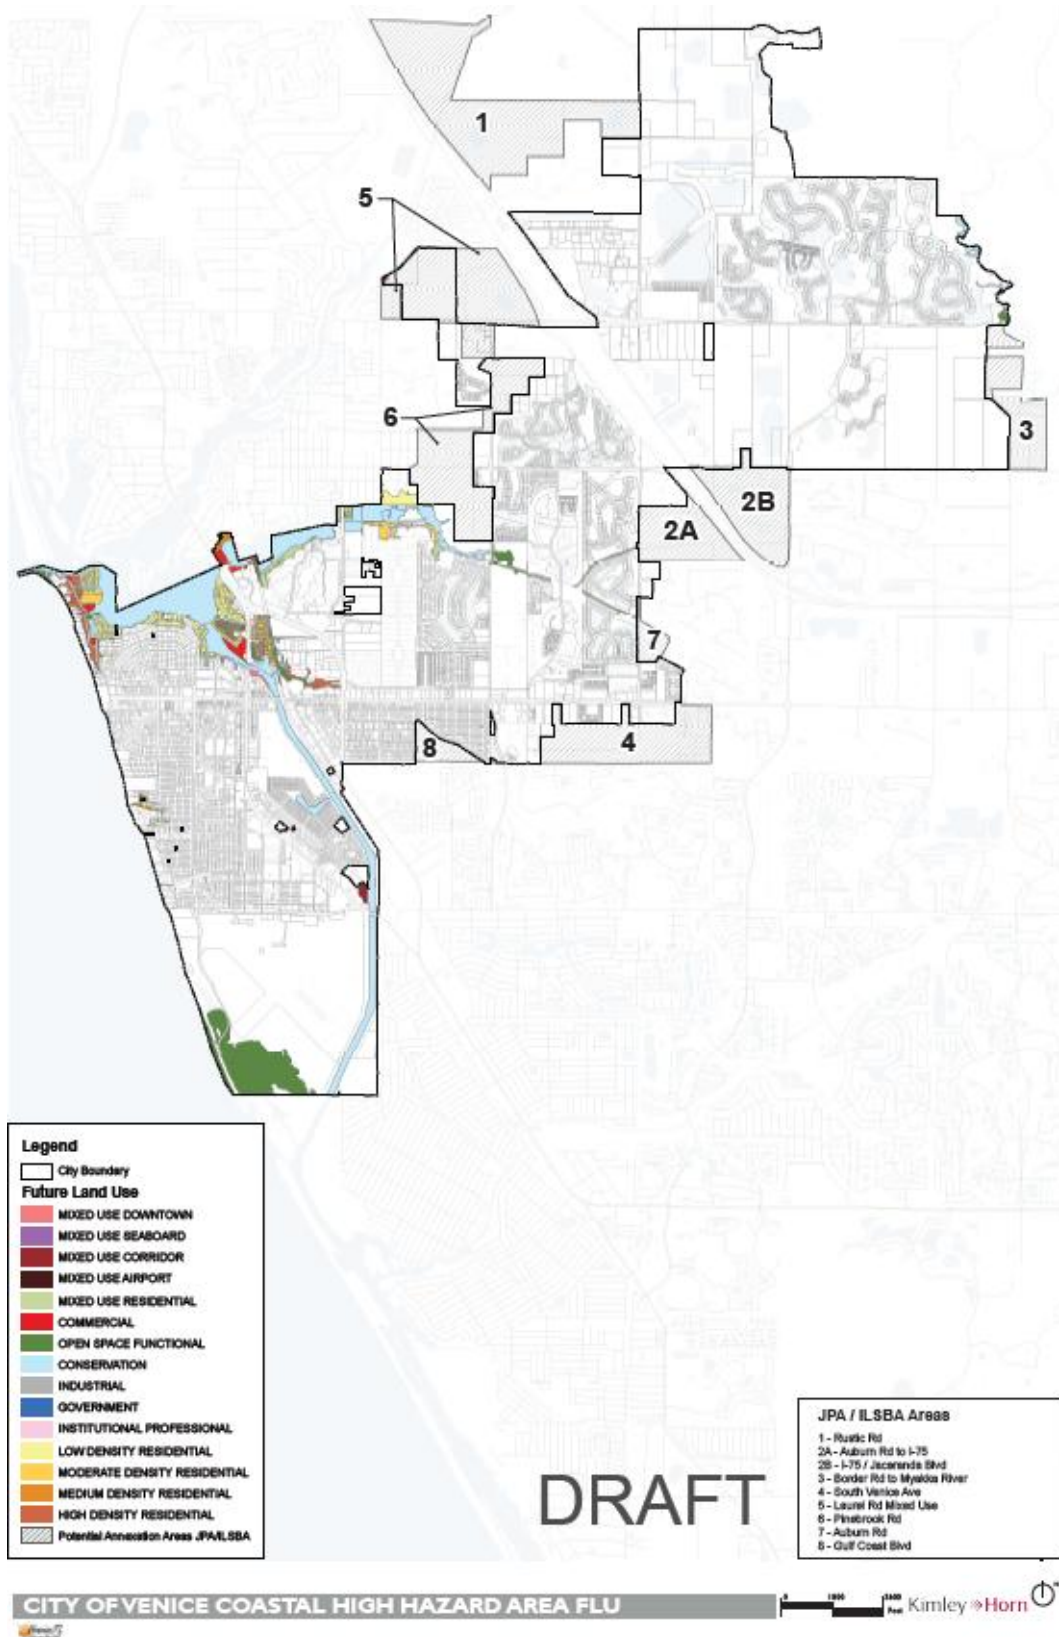 1
5
6
3
2B
2A
7
8
4
Legend
City Boundary
Future Land Use
MIXED USE DOWNTOWN
MIXED USE SEABOARD
MIXED USE CORRIDOR
MIXED USE AIRPORT
MIXED USE RESIDENTIAL
COMMERCIAL
OPEN SPACE FUNCTIONAL
CONSERVATION
INDUSTRIAL
GOVERNMENT
INSTITUTIONAL PROFESSIONAL
LOW DENSITY RESIDENTIAL
MODERATE DENSITY RESIDENTIAL
MEDIUM DENSITY RESIDENTIAL
HIGH DENSITY RESIDENTIAL
Potential Annexation Areas JPA/ILSBA
JPA / ILSBA Areas
1 - Rustic Rd
2A - Auburn Rd to I-75
2B - I-75 / Jacaranda Blvd
3 - Border Rd to Myakka River
4 - South Venice Ave
5 - Laurel Rd Mixed Use
6 - Pinebrook Rd
7 - Auburn Rd
8 - Gulf Coast Blvd
DRAFT
CITY OF VENICE COASTAL HIGH HAZARD AREA FLU
0
Feet
Kimley Horn